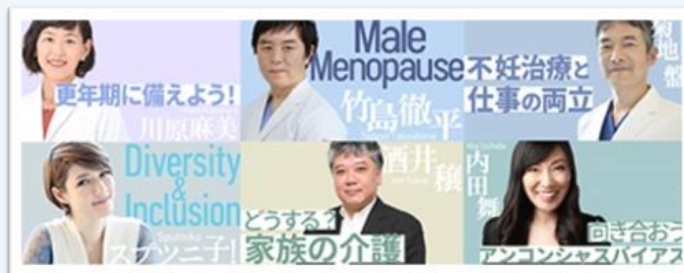 更年期に備えよう!
川原麻美
Male
Menopause
竹島徹平
不妊治療と
仕事の両立
菊地 盤
Diversity
&
Inclusion
スプツニ子!
どうする?
家族の介護
酒井
穣
内田
舞
向き合おう
アンコンシャスバイアス